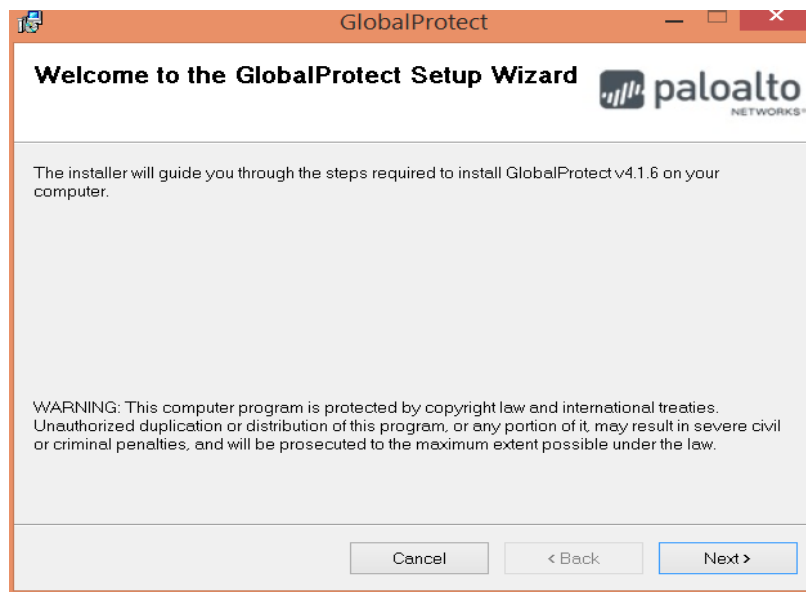 GlobalProtect
Welcome to the GlobalProtect Setup Wizard
paloalto
NETWORKS
The installer will guide you through the steps required to install GlobalProtect v4.1.6 on your
computer.
WARNING: This computer program is protected by copyright law and international treaties.
Unauthorized duplication or distribution of this program, or any portion of it, may result in severe civil
or criminal penalties, and will be prosecuted to the maximum extent possible under the law.
Cancel
< Back
Next >